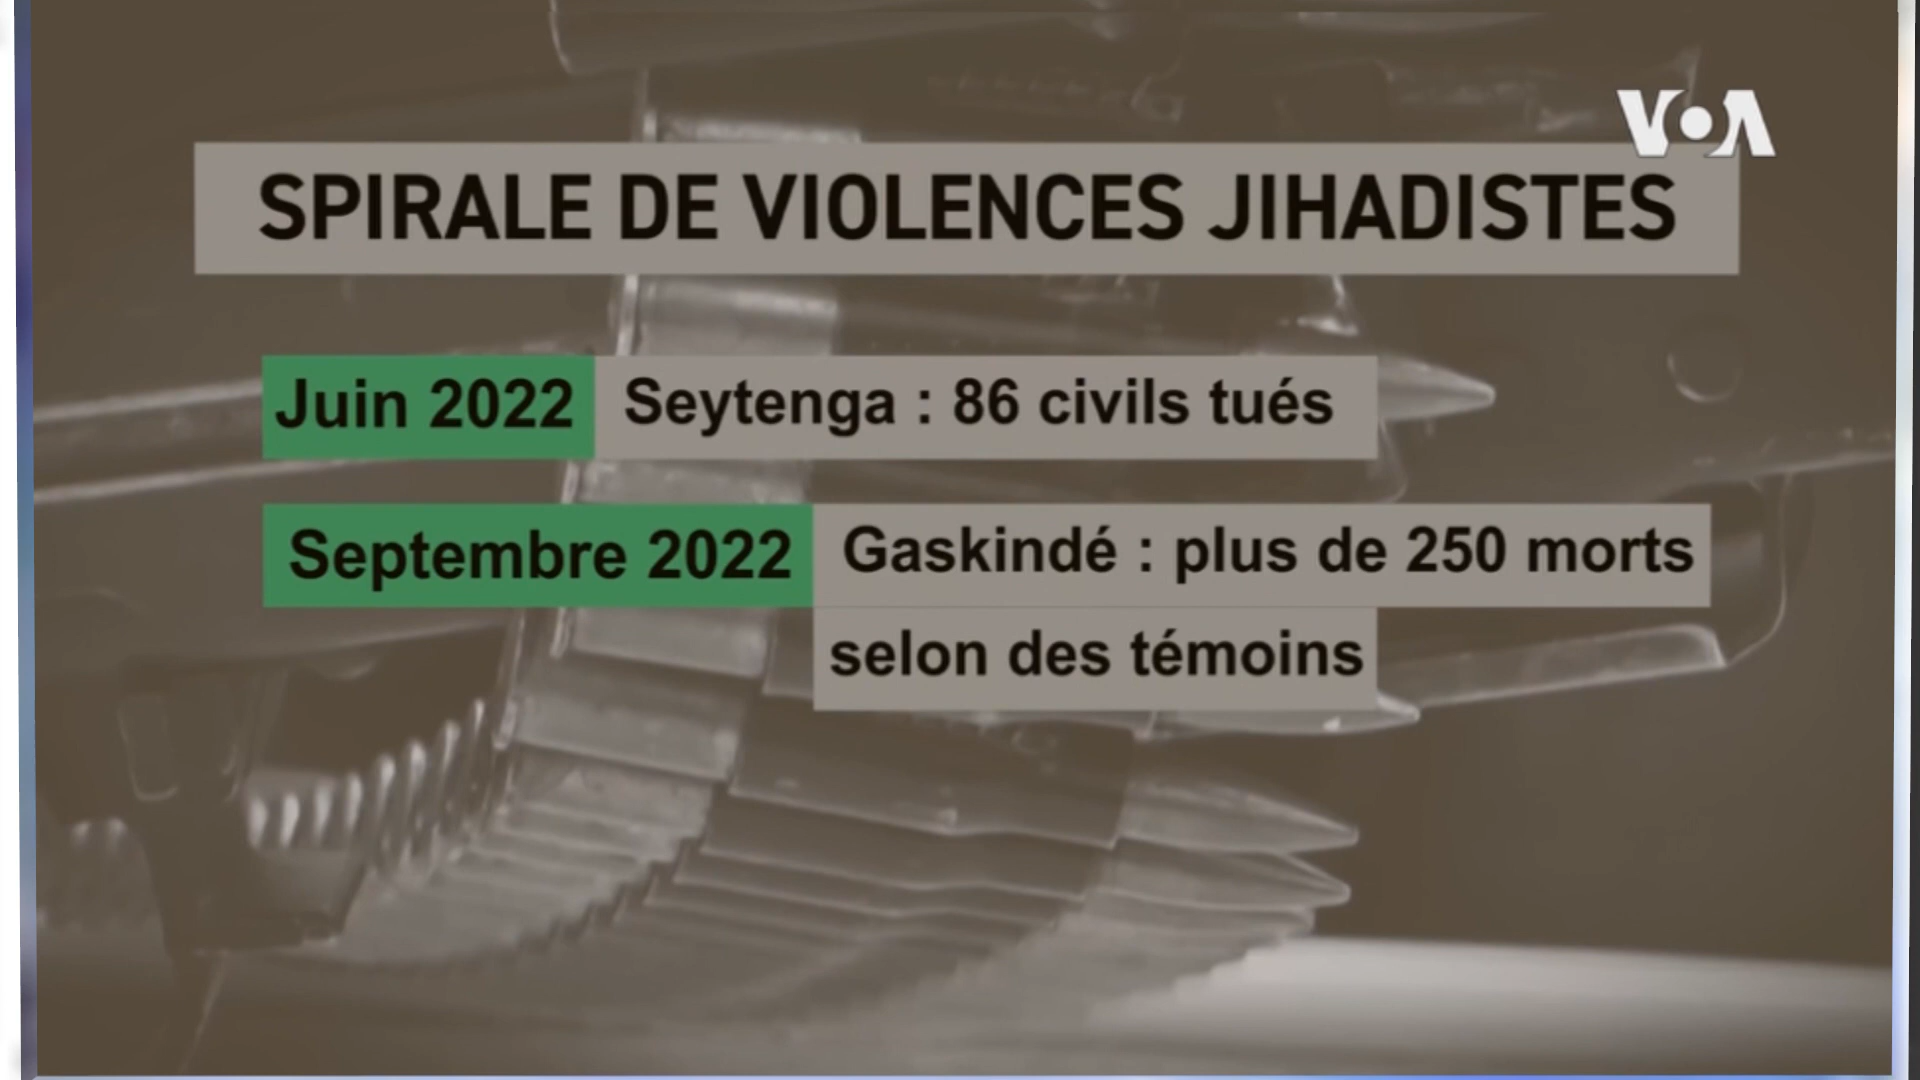 VOA
SPIRALE DE VIOLENCES JIHADISTES
Juin 2022 Seytenga : 86 civils tués
Septembre 2022 Gaskindé : plus de 250 morts
selon des témoins